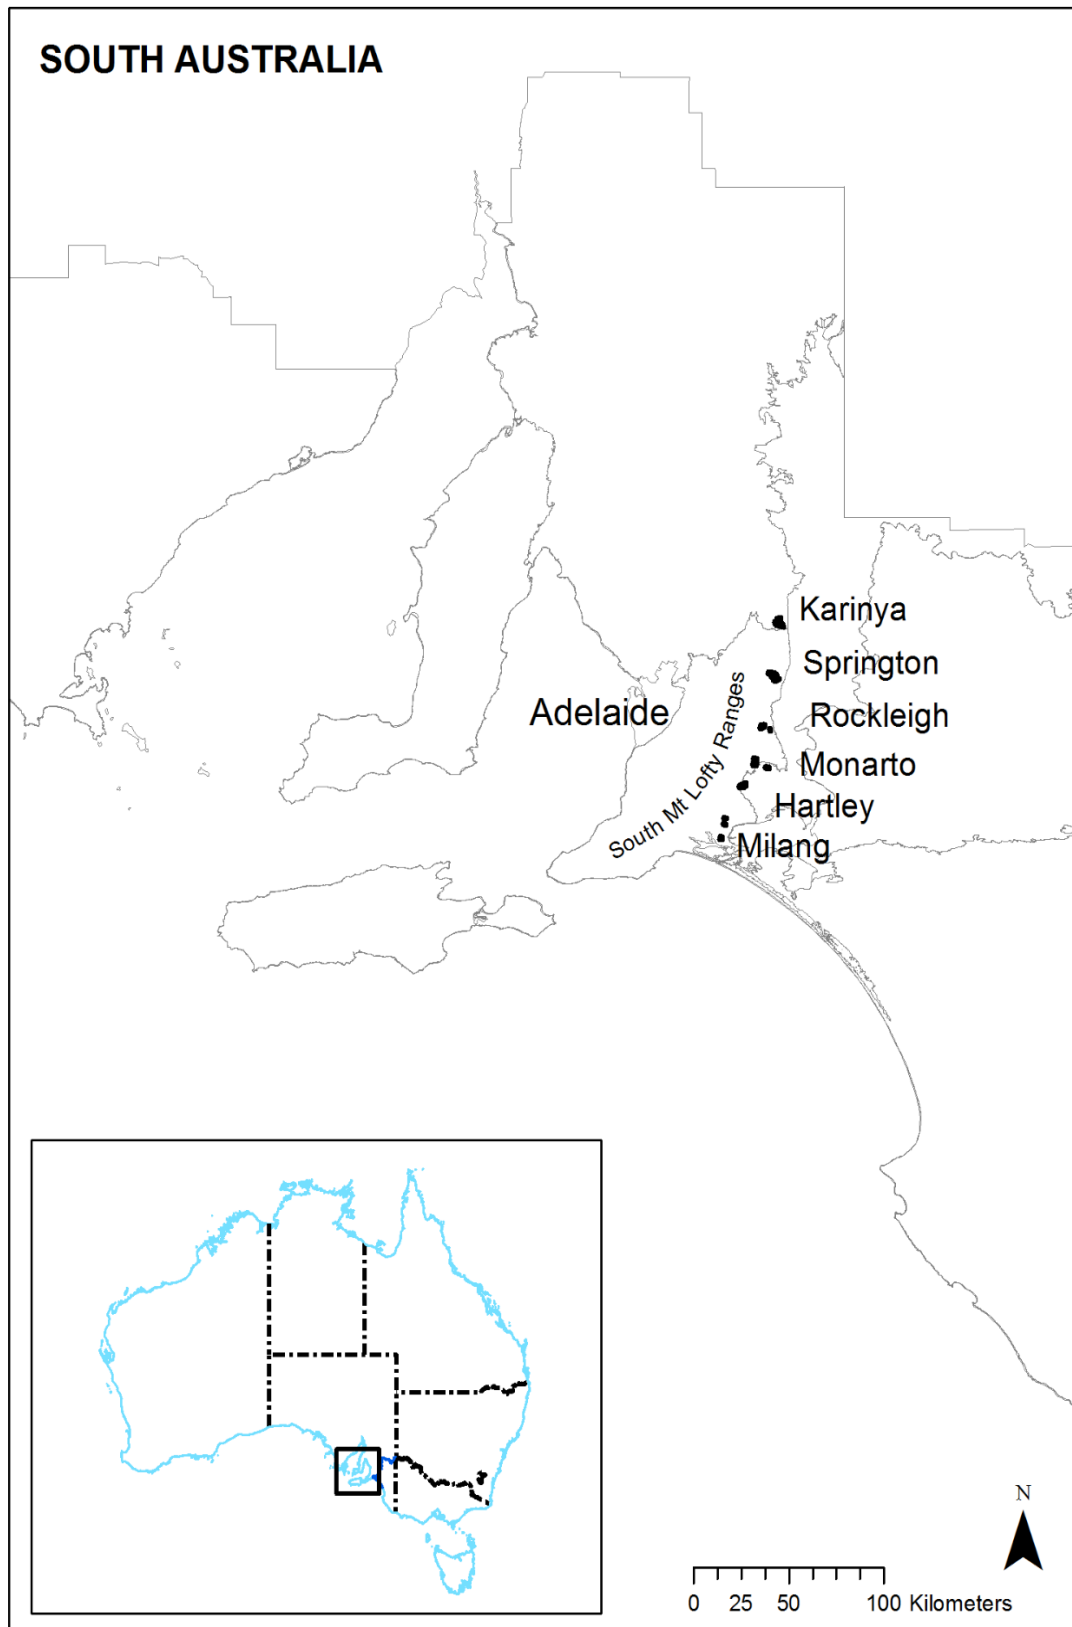 SOUTH AUSTRALIA
Karinya
Springton
Adelaide
Rockleigh
South Mt Lofty Ranges
Monarto
Hartley
Milang
N
0 25 50 100 Kilometers